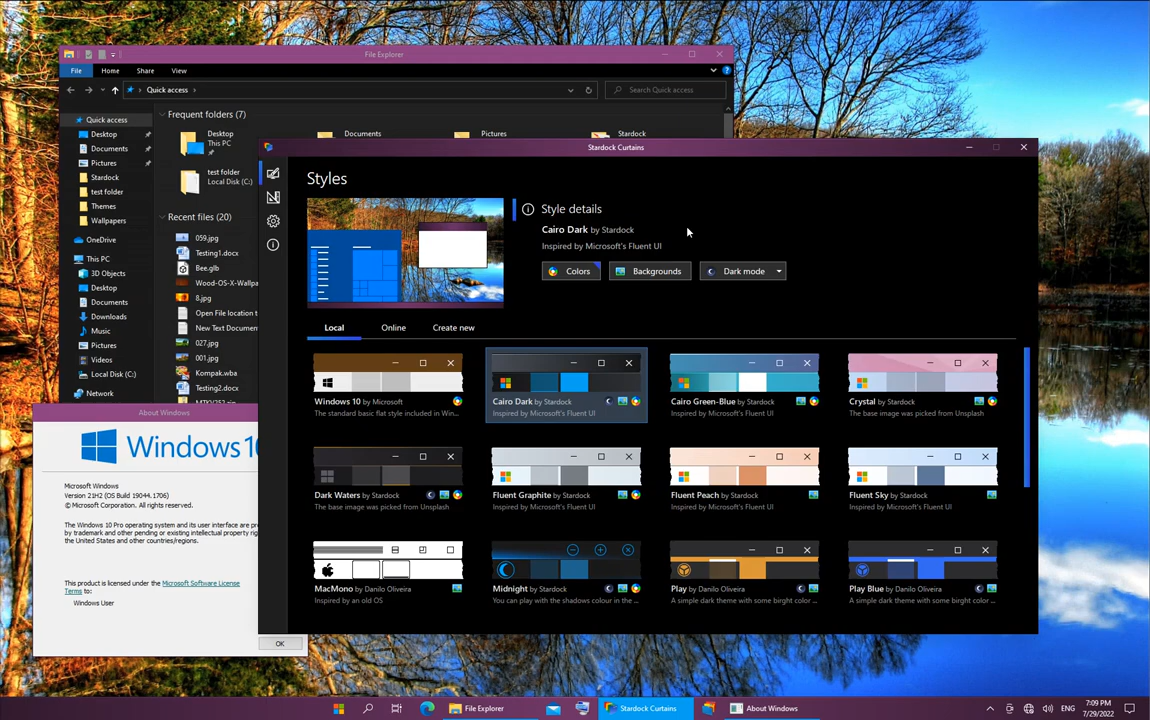 File Explorer
File
Home
Share
View
Quick access
Search Quick access
Quick access
Desktop
Documents
Pictures
Stardock
test folder
Themes
Wallpapers
OneDrive
This PC
3D Objects
Desktop
Documents
Downloads
Music
Pictures
Videos
Local Disk (C:)
Network
Frequent folders (7)
Desktop
This PC
Documents
Pictures
Stardock
test folder
Local Disk (C:)
Recent files (20)
059.jpg
Testing1.docx
Bee.glb
Wood-OS-X-Wallpa
8.jpg
Open File location t
New Text Document
027.jpg
001.jpg
Kompak.wba
Testing2.docx
Stardock Curtains
Styles
Style details
Cairo Dark by Stardock
Inspired by Microsoft's Fluent UI
Colors
Backgrounds
Dark mode
Local
Online
Create new
Windows 10 by Microsoft
The standard basic flat style included in Win...
Cairo Dark by Stardock
Inspired by Microsoft's Fluent UI
Cairo Green-Blue by Stardock
Inspired by Microsoft's Fluent UI
Crystal by Stardock
The base image was picked from Unsplash
Dark Waters by Stardock
The base image was picked from Unsplash
Fluent Graphite by Stardock
Inspired by Microsoft's Fluent UI
Fluent Peach by Stardock
Inspired by Microsoft's Fluent UI
Fluent Sky by Stardock
Inspired by Microsoft's Fluent UI
MacMono by Danilo Oliveira
Inspired by an old OS
Midnight by Stardock
You can play with the shadows colour in the ...
Play by Danilo Oliveira
A simple dark theme with some birght color ...
Play Blue by Danilo Oliveira
A simple dark theme with some birght color ...
About Windows
Windows 10
Microsoft Windows
Version 21H2 (OS Build 19044.1706)
© Microsoft Corporation. All rights reserved.
The Windows 10 Pro operating system and its user interface are pr
by trademark and other pending or existing intellectual property rig
the United States and other countries/regions.
This product is licensed under the Microsoft Software License
Terms to:
Windows User
OK
File Explorer
Stardock Curtains
About Windows
ENG
7:09 PM
7/29/2022